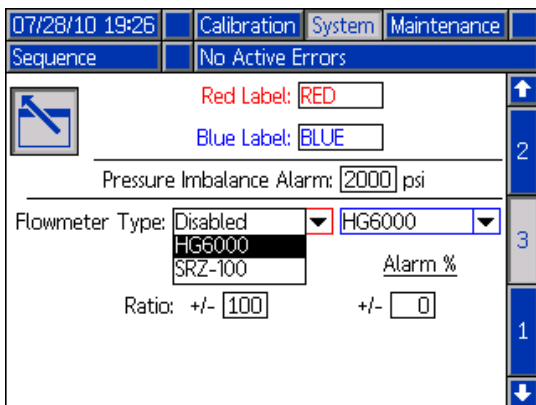 07/28/10 19:26 Calibration System Maintenance
Sequence No Active Errors
Red Label: RED
Blue Label: BLUE
2
Pressure Imbalance Alarm: 2000 psi
Flowmeter Type: Disabled HG6000
HG6000
3
SRZ-100 Alarm %
Ratio: +/- 100 +/- 0
1